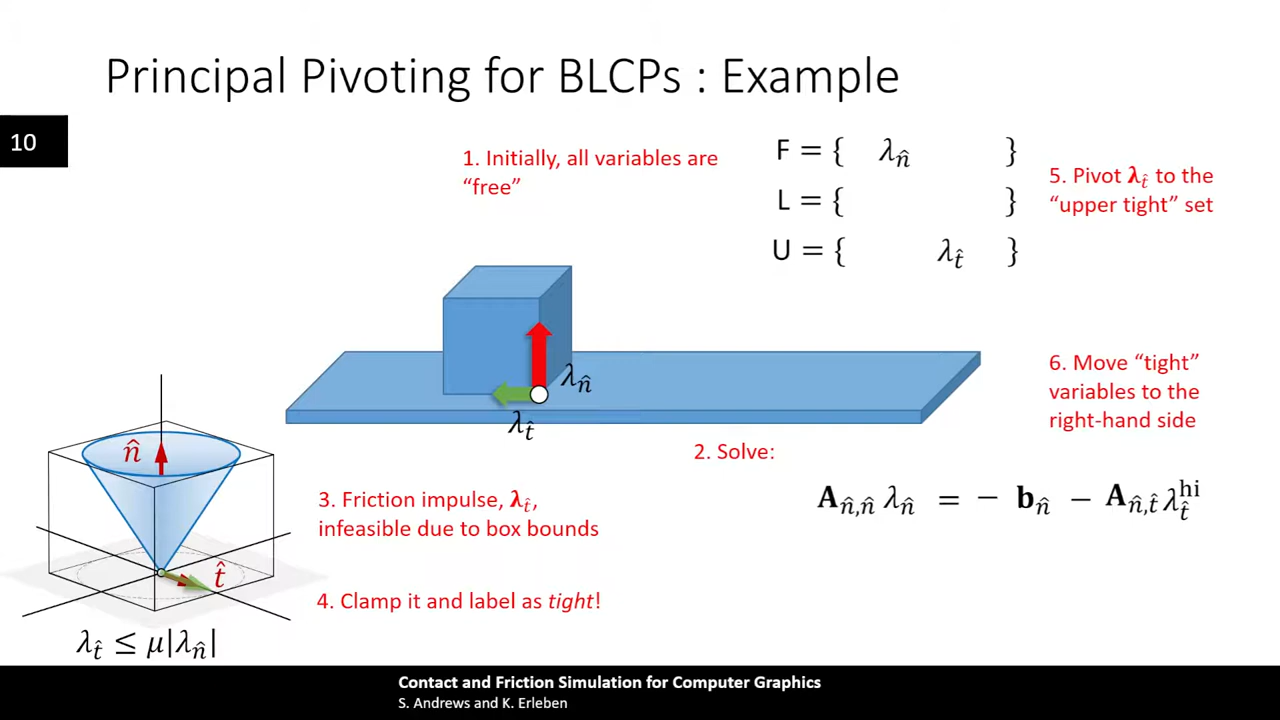 Principal Pivoting for BLCPs : Example
10
1. Initially, all variables are
“free”
F = { λ_n̂ }
L = { }
U = { λ_t̂ }
5. Pivot λ_t̂ to the
“upper tight” set
λ_n̂
λ_t̂
6. Move “tight”
variables to the
right-hand side
2. Solve:
A_n̂,n̂ λ_n̂ = − b_n̂ − A_n̂,t̂ λ_t̂^hi
n̂
t̂
3. Friction impulse, λ_t̂,
infeasible due to box bounds
4. Clamp it and label as tight!
λ_t̂ ≤ μ|λ_n̂|
Contact and Friction Simulation for Computer Graphics
S. Andrews and K. Erleben